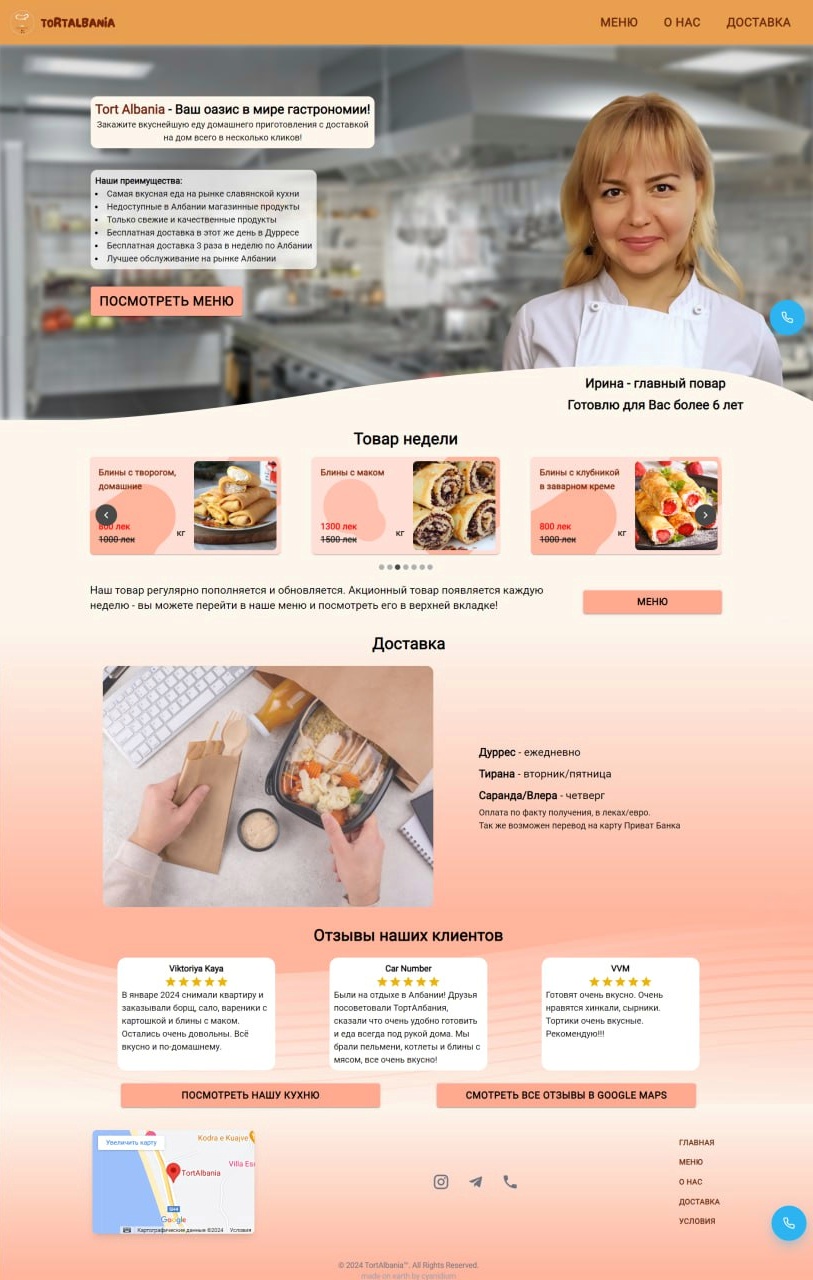 TORTALBANIA
МЕНЮ О НАС ДОСТАВКА
Tort Albania - Ваш оазис в мире гастрономии!
Закажите вкуснейшую еду домашнего приготовления с доставкой
на дом всего в несколько кликов!
Наши преимущества:
• Самая вкусная еда на рынке славянской кухни
• Недоступные в Албании магазинные продукты
• Только свежие и качественные продукты
• Бесплатная доставка в этот же день в Дурресе
• Бесплатная доставка 3 раза в неделю по Албании
• Лучшее обслуживание на рынке Албании
ПОСМОТРЕТЬ МЕНЮ
Ирина - главный повар
Готовлю для Вас более 6 лет
Товар недели
Блины с творогом,
домашние
800 лек
1000 лек
кг
Блины с маком
1300 лек
1500 лек
кг
Блины с клубникой
в заварном креме
800 лек
1000 лек
кг
Наш товар регулярно пополняется и обновляется. Акционный товар появляется каждую
неделю - вы можете перейти в наше меню и посмотреть его в верхней вкладке!
МЕНЮ
Доставка
Дуррес - ежедневно
Тирана - вторник/пятница
Саранда/Влера - четверг
Оплата по факту получения, в леках/евро.
Так же возможен перевод на карту Приват Банка
Отзывы наших клиентов
Viktoriya Kaya
В январе 2024 снимали квартиру и
заказывали борщ, сало, вареники с
картошкой и блины с маком.
Остались очень довольны. Всё
вкусно и по-домашнему.
Car Number
Были на отдыхе в Албании! Друзья
посоветовали ТортАлбания,
сказали что очень удобно готовить
и еда всегда под рукой дома. Мы
брали пельмени, котлеты и блины с
мясом, все очень вкусно!
VVM
Готовят очень вкусно. Очень
нравятся хинкали, сырники.
Тортики очень вкусные.
Рекомендую!!!
ПОСМОТРЕТЬ НАШУ КУХНЮ
СМОТРЕТЬ ВСЕ ОТЗЫВЫ В GOOGLE MAPS
Увеличить карту
Kodra e Kuajve
Villa Es
TortAlbania
Google
Картографические данные ©2024 Условия
ГЛАВНАЯ
МЕНЮ
О НАС
ДОСТАВКА
УСЛОВИЯ
© 2024 TortAlbania™. All Rights Reserved.
made on earth by cyanidium